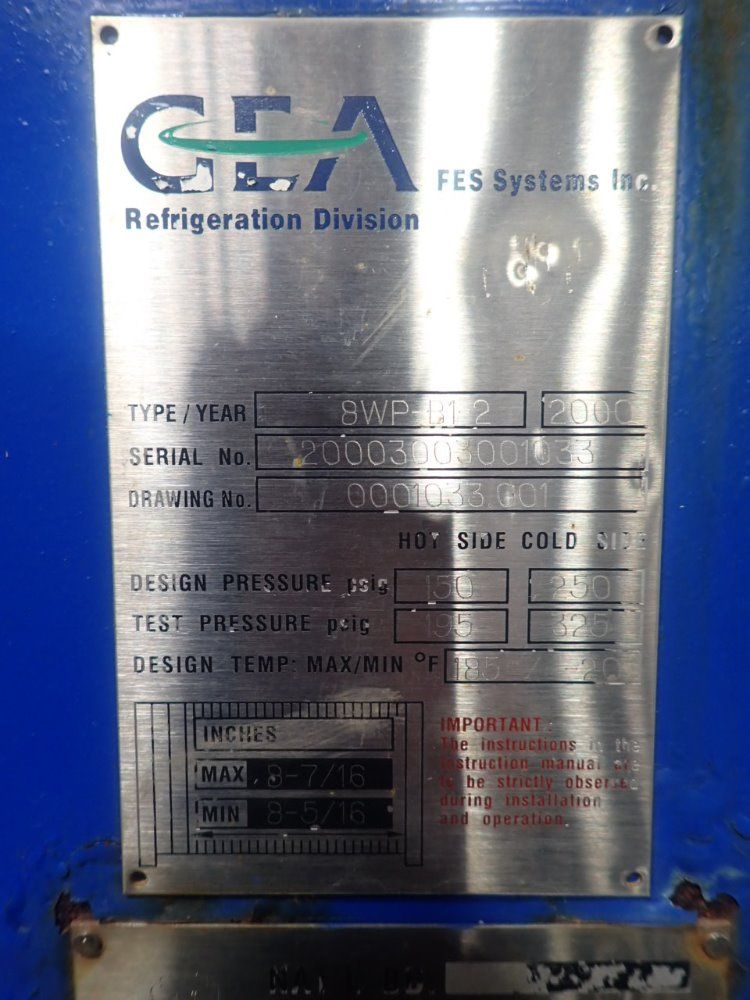 GEA FES Systems Inc.
Refrigeration Division
TYPE / YEAR 8WP-B1-2 2000
SERIAL No. 20003003001033
DRAWING No. 0001033.001
HOT SIDE COLD SIDE
DESIGN PRESSURE psig 150 250
TEST PRESSURE psig 195 325
DESIGN TEMP: MAX/MIN °F 185 / -20
INCHES
MAX. 8-7/16
MIN 8-5/16
IMPORTANT:
The instructions in the
instruction manual are
to be strictly observed
during installation
and operation.